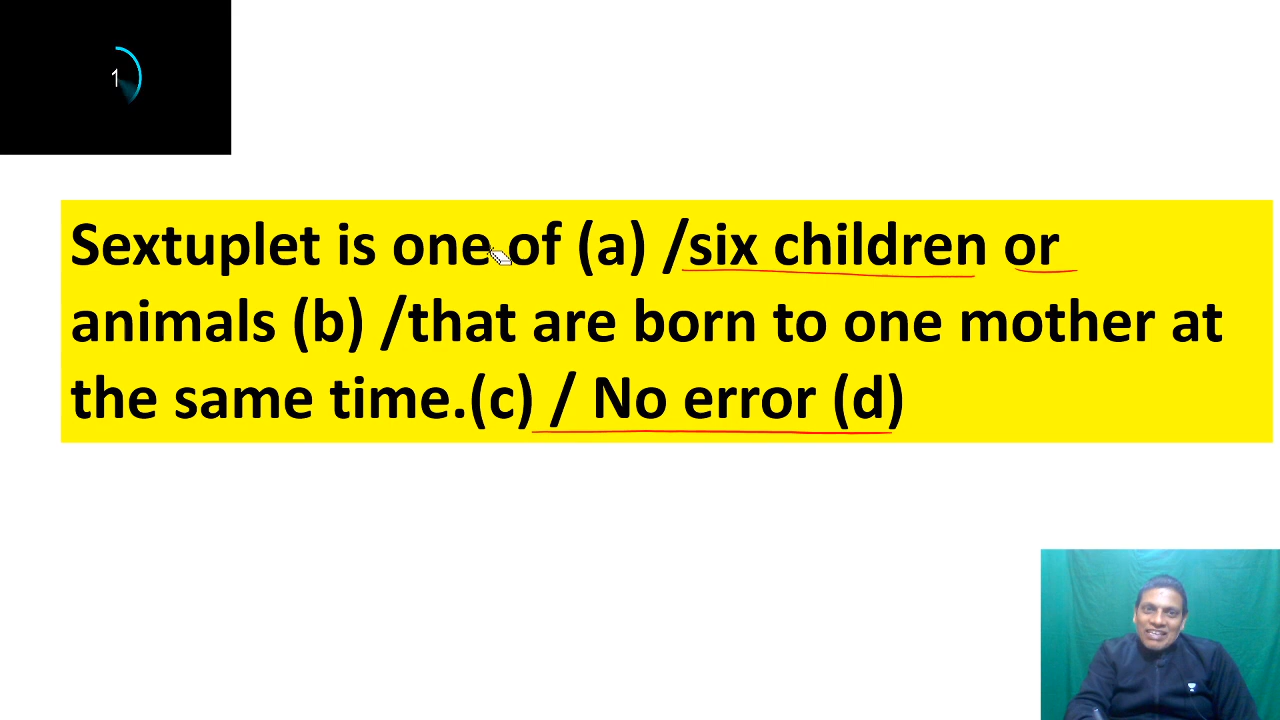 1
Sextuplet is one of (a) /six children or
animals (b) /that are born to one mother at
the same time.(c) / No error (d)